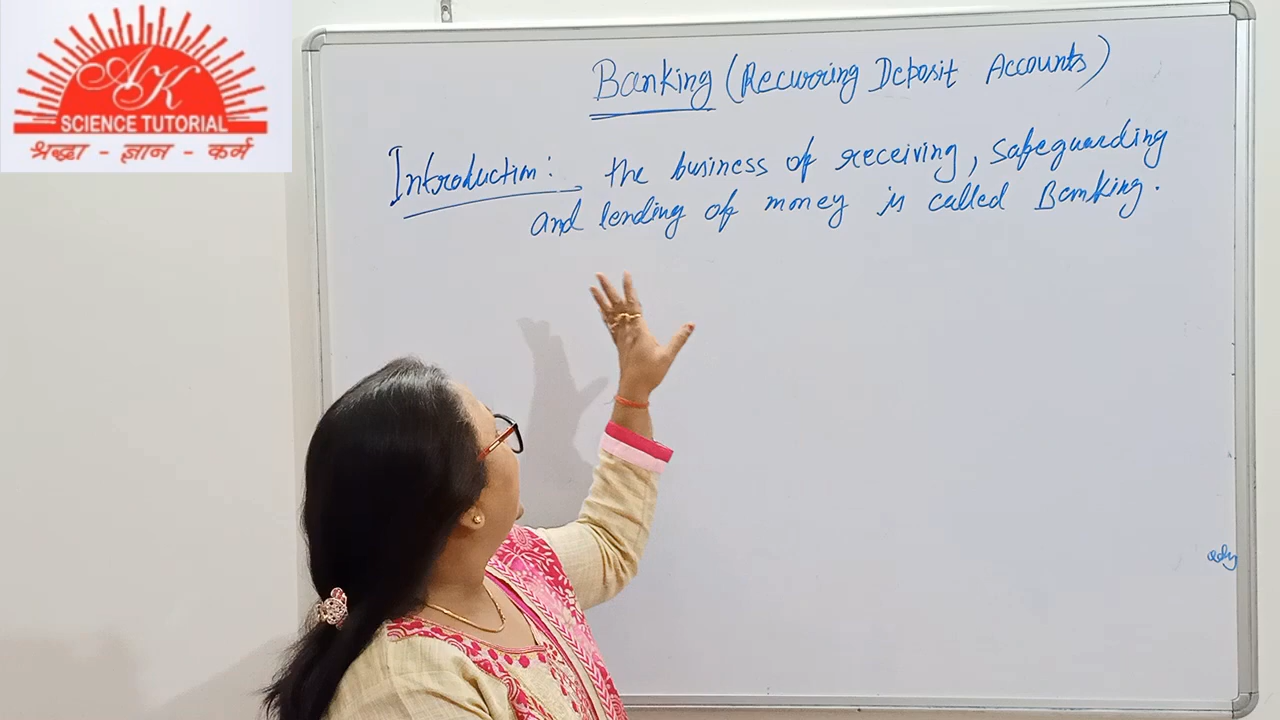 AK
SCIENCE TUTORIAL
श्रद्धा - ज्ञान - कर्म
Banking (Recurring Deposit Accounts)
Introduction: the business of receiving, safeguarding
and lending of money is called Banking.